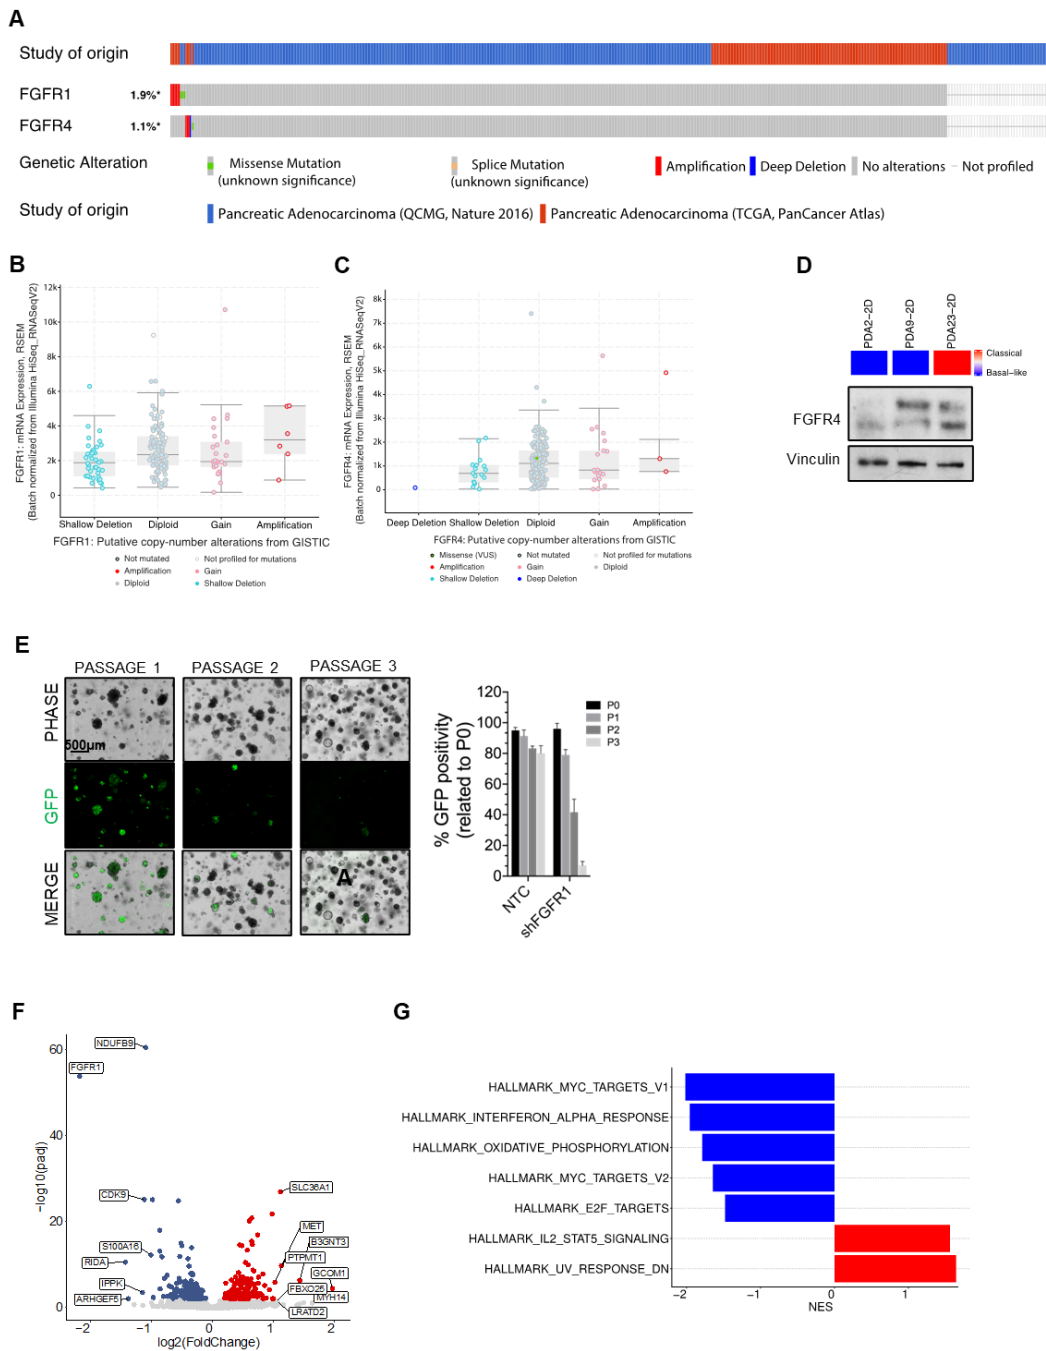 A
Study of origin
FGFR1 1.9%*
FGFR4 1.1%*
Genetic Alteration
Missense Mutation (unknown significance)
Splice Mutation (unknown significance)
Amplification
Deep Deletion
No alterations
Not profiled
Study of origin
Pancreatic Adenocarcinoma (QCMG, Nature 2016)
Pancreatic Adenocarcinoma (TCGA, PanCancer Atlas)
B
FGFR1: mRNA Expression, RSEM
(Batch normalized from Illumina HiSeq_RNASeqV2)
12k
10k
8k
6k
4k
2k
0
Shallow Deletion
Diploid
Gain
Amplification
FGFR1: Putative copy-number alterations from GISTIC
Not mutated
Not profiled for mutations
Amplification
Gain
Diploid
Shallow Deletion
C
FGFR4: mRNA Expression, RSEM
(Batch normalized from Illumina HiSeq_RNASeqV2)
8k
7k
6k
5k
4k
3k
2k
1k
0
Deep Deletion
Shallow Deletion
Diploid
Gain
Amplification
FGFR4: Putative copy-number alterations from GISTIC
Missense (VUS)
Not mutated
Not profiled for mutations
Amplification
Gain
Diploid
Shallow Deletion
Deep Deletion
D
PDA2-2D
PDA9-2D
PDA23-2D
Classical
Basal-like
FGFR4
Vinculin
E
PASSAGE 1
PASSAGE 2
PASSAGE 3
PHASE
500µm
GFP
MERGE
A
% GFP positivity
(related to P0)
120
100
80
60
40
20
0
NTC
shFGFR1
P0
P1
P2
P3
F
-log10(padj)
60
40
20
0
NDUFB9
FGFR1
CDK9
SLC36A1
MET
B3GNT3
S100A16
PTPMT1
RIDA
GCOM1
IPPK
FBXO25
ARHGEF5
MYH14
LRATD2
-2
-1
0
1
2
log2(FoldChange)
G
HALLMARK_MYC_TARGETS_V1
HALLMARK_INTERFERON_ALPHA_RESPONSE
HALLMARK_OXIDATIVE_PHOSPHORYLATION
HALLMARK_MYC_TARGETS_V2
HALLMARK_E2F_TARGETS
HALLMARK_IL2_STAT5_SIGNALING
HALLMARK_UV_RESPONSE_DN
-2
-1
0
1
NES